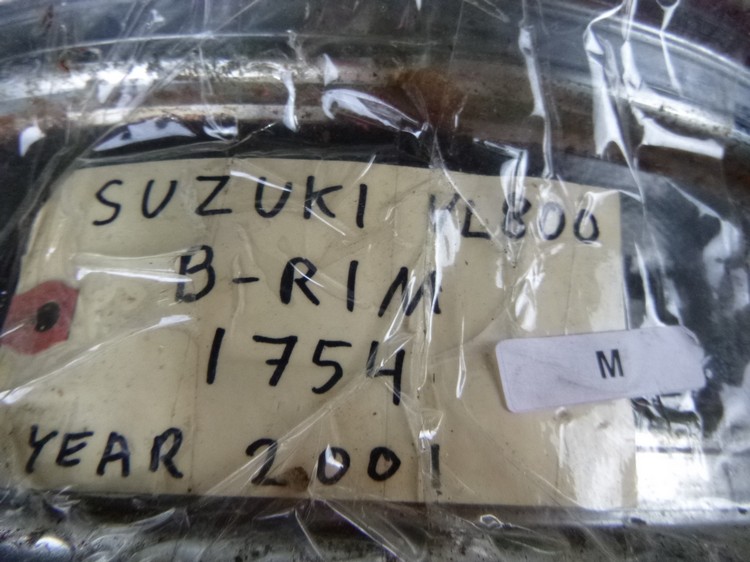 SUZUKI VL800
B-RIM
1754
M
YEAR 2001